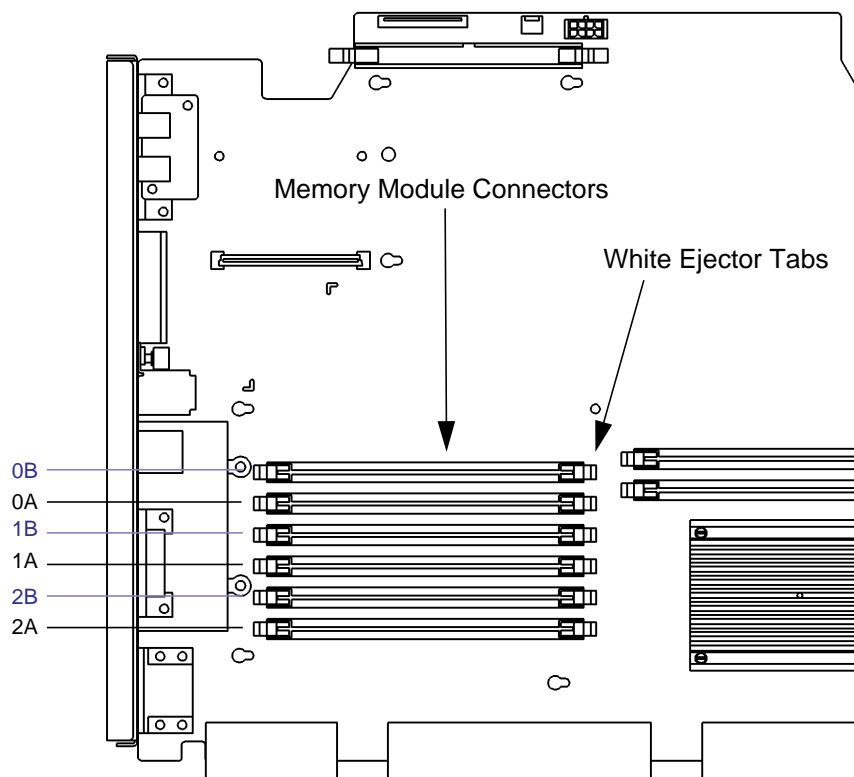 Memory Module Connectors
White Ejector Tabs
0B
0A
1B
1A
2B
2A